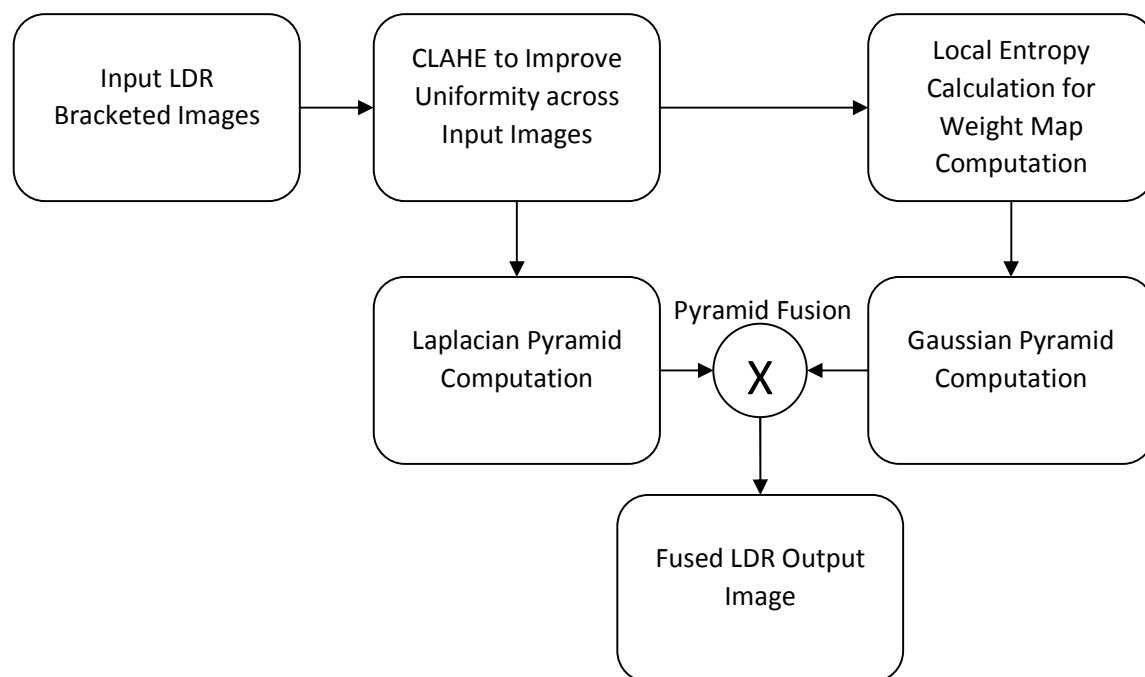 Input LDR
Bracketed Images
CLAHE to Improve
Uniformity across
Input Images
Local Entropy
Calculation for
Weight Map
Computation
Laplacian Pyramid
Computation
Pyramid Fusion
X
Gaussian Pyramid
Computation
Fused LDR Output
Image